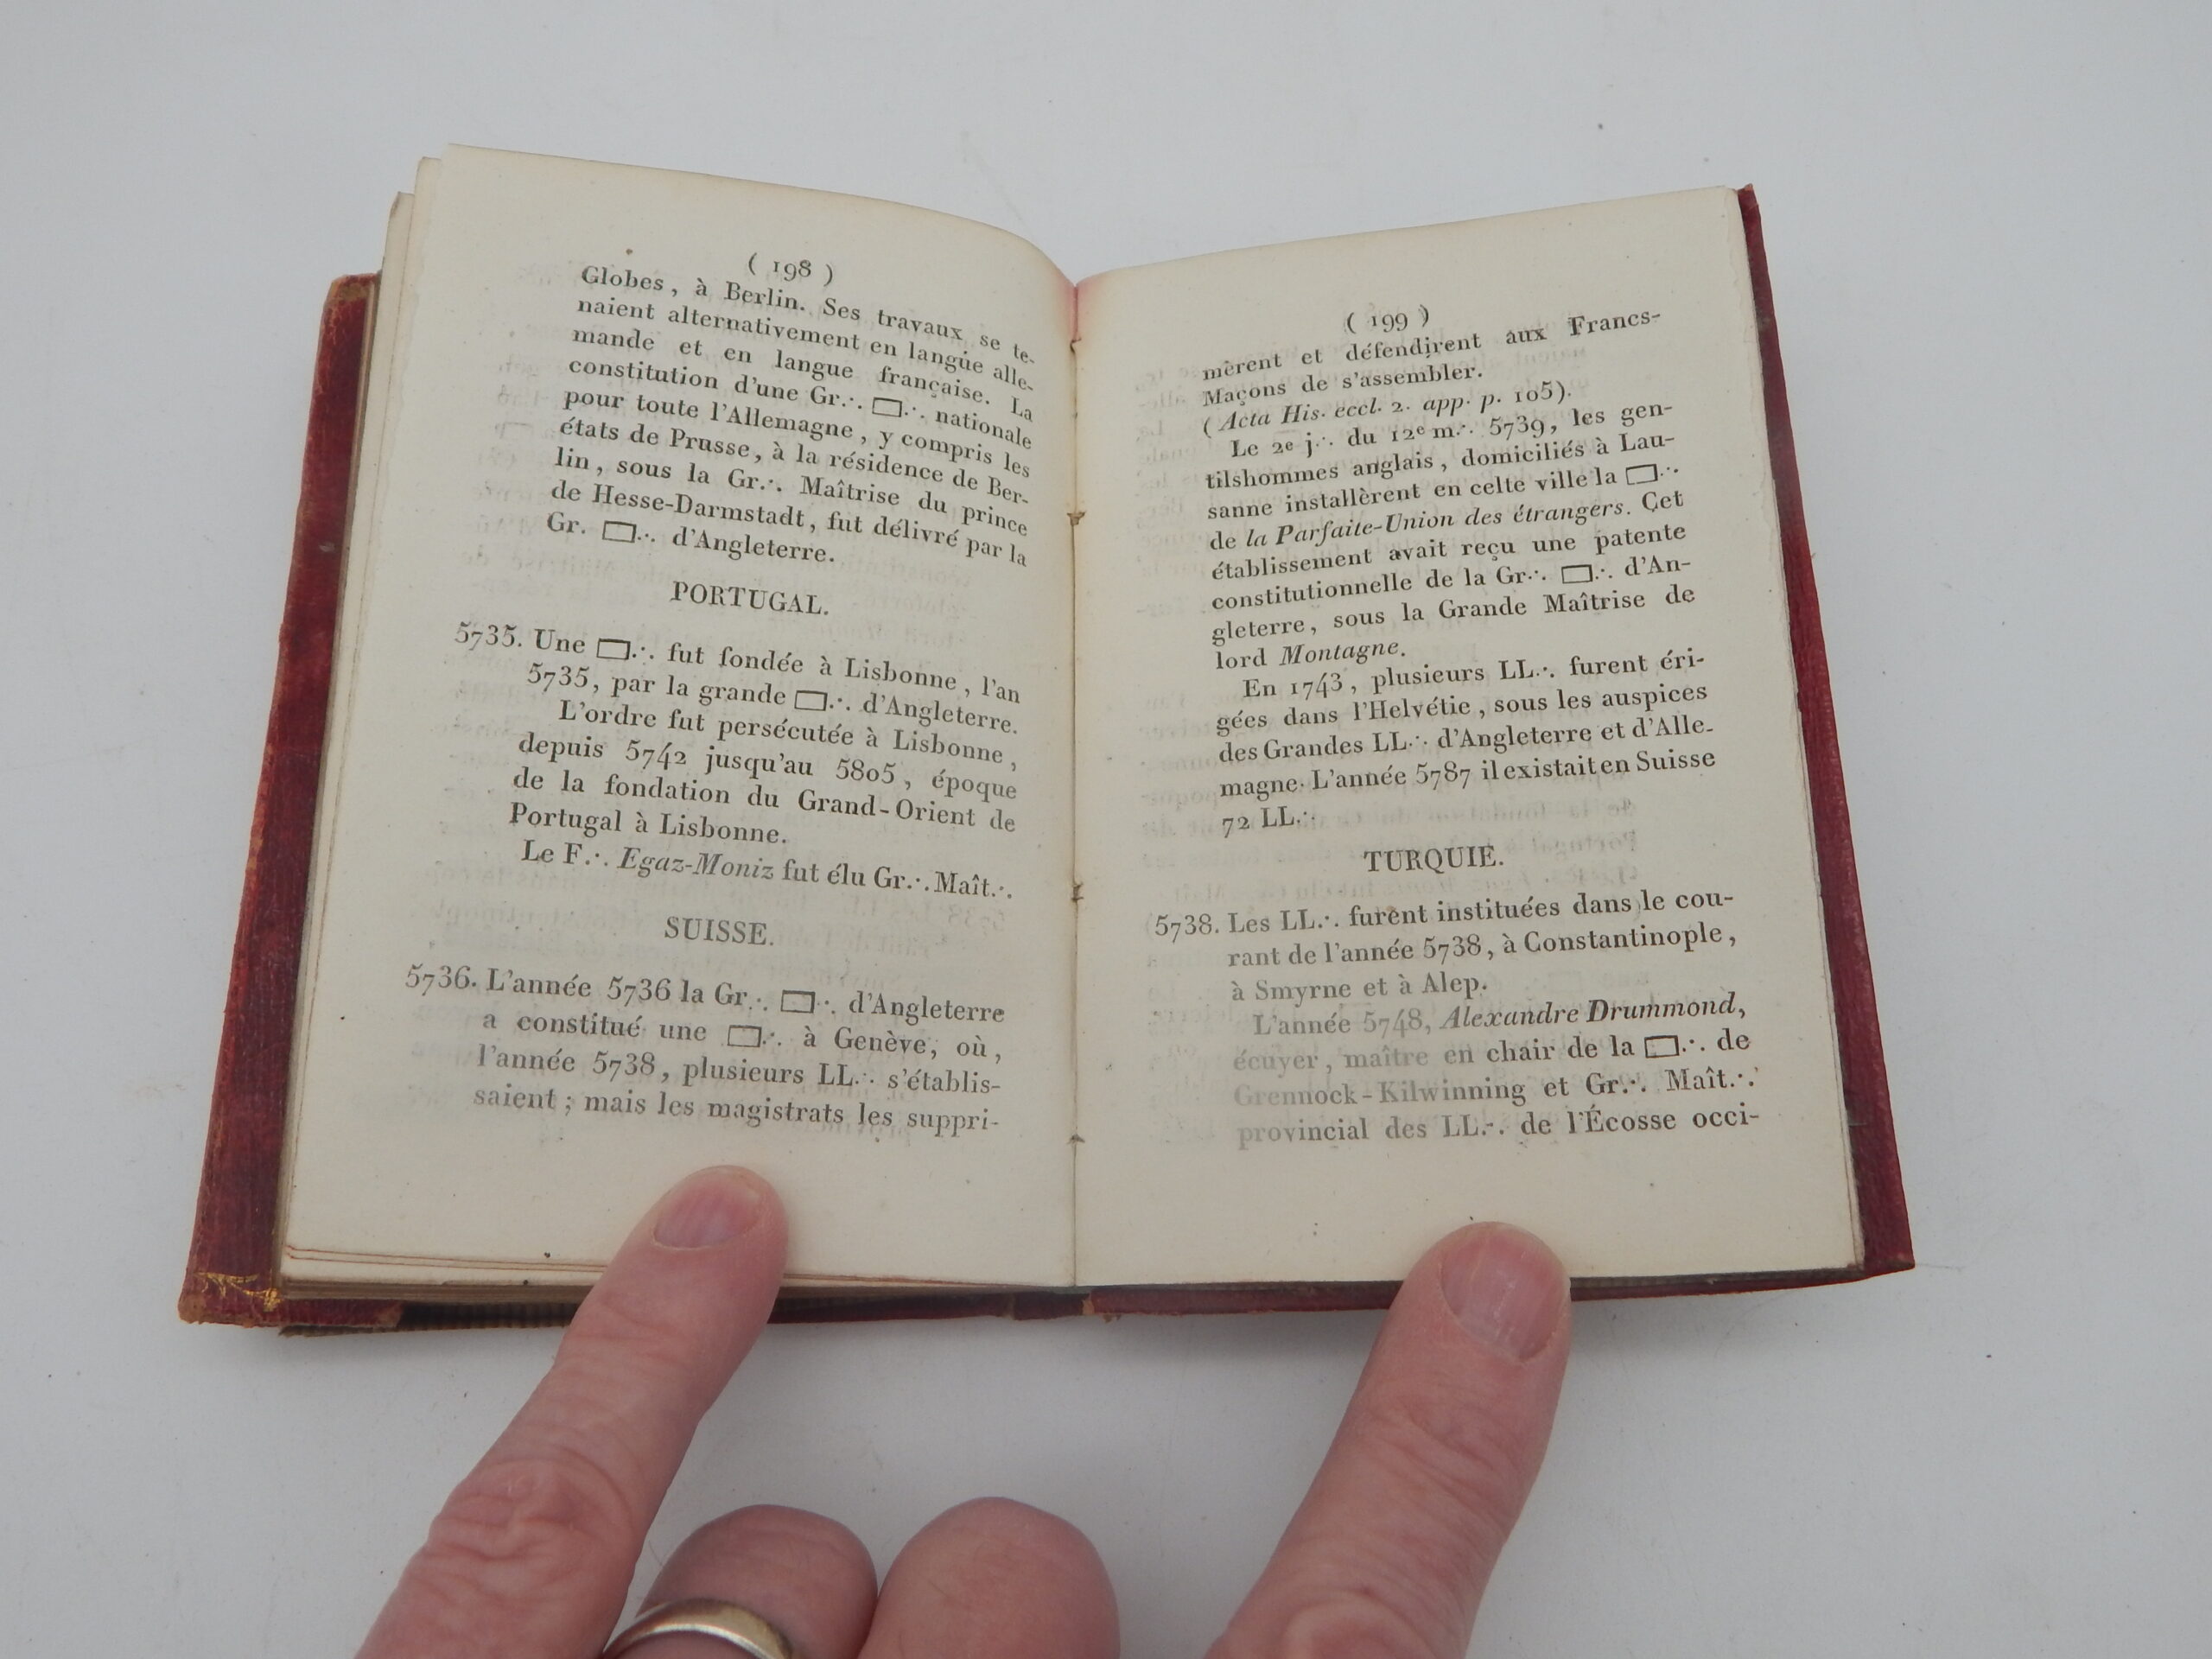 ( 198 )
Globes, à Berlin. Ses travaux se te-
naient alternativement en langue alle-
mande et en langue française. La
constitution d'une Gr.·. ▭.·. nationale
pour toute l'Allemagne, y compris les
états de Prusse, à la résidence de Ber-
lin, sous la Gr.·. Maîtrise du prince
de Hesse-Darmstadt, fut délivré par la
Gr. ▭.·. d'Angleterre.
PORTUGAL.
5735. Une ▭.·. fut fondée à Lisbonne, l'an
5735, par la grande ▭.·. d'Angleterre.
L'ordre fut persécutée à Lisbonne,
depuis 5742 jusqu'au 5805, époque
de la fondation du Grand-Orient de
Portugal à Lisbonne.
Le F.·. Egaz-Moniz fut élu Gr.·. Maît.·.
SUISSE.
5736. L'année 5736 la Gr.·. ▭.·. d'Angleterre
a constitué une ▭.·. à Genève, où,
l'année 5738, plusieurs LL.·. s'établis-
saient ; mais les magistrats les suppri-
( 199 )
mèrent et défendirent aux Francs-
Maçons de s'assembler.
(Acta His. eccl. 2. app. p. 105).
Le 2e j.·. du 12e m.·. 5739, les gen-
tilshommes anglais, domiciliés à Lau-
sanne installèrent en celte ville la ▭.·.
de la Parfaite-Union des étrangers. Cet
établissement avait reçu une patente
constitutionnelle de la Gr.·. ▭.·. d'An-
gleterre, sous la Grande Maîtrise de
lord Montagne.
En 1743, plusieurs LL.·. furent éri-
gées dans l'Helvétie, sous les auspices
des Grandes LL.·. d'Angleterre et d'Alle-
magne. L'année 5787 il existait en Suisse
72 LL.·.
TURQUIE.
5738. Les LL.·. furent instituées dans le cou-
rant de l'année 5738, à Constantinople,
à Smyrne et à Alep.
L'année 5748, Alexandre Drummond,
écuyer, maître en chair de la ▭.·. de
Grennock-Kilwinning et Gr.·. Maît.·.
provincial des LL.·. de l'Écosse occi-